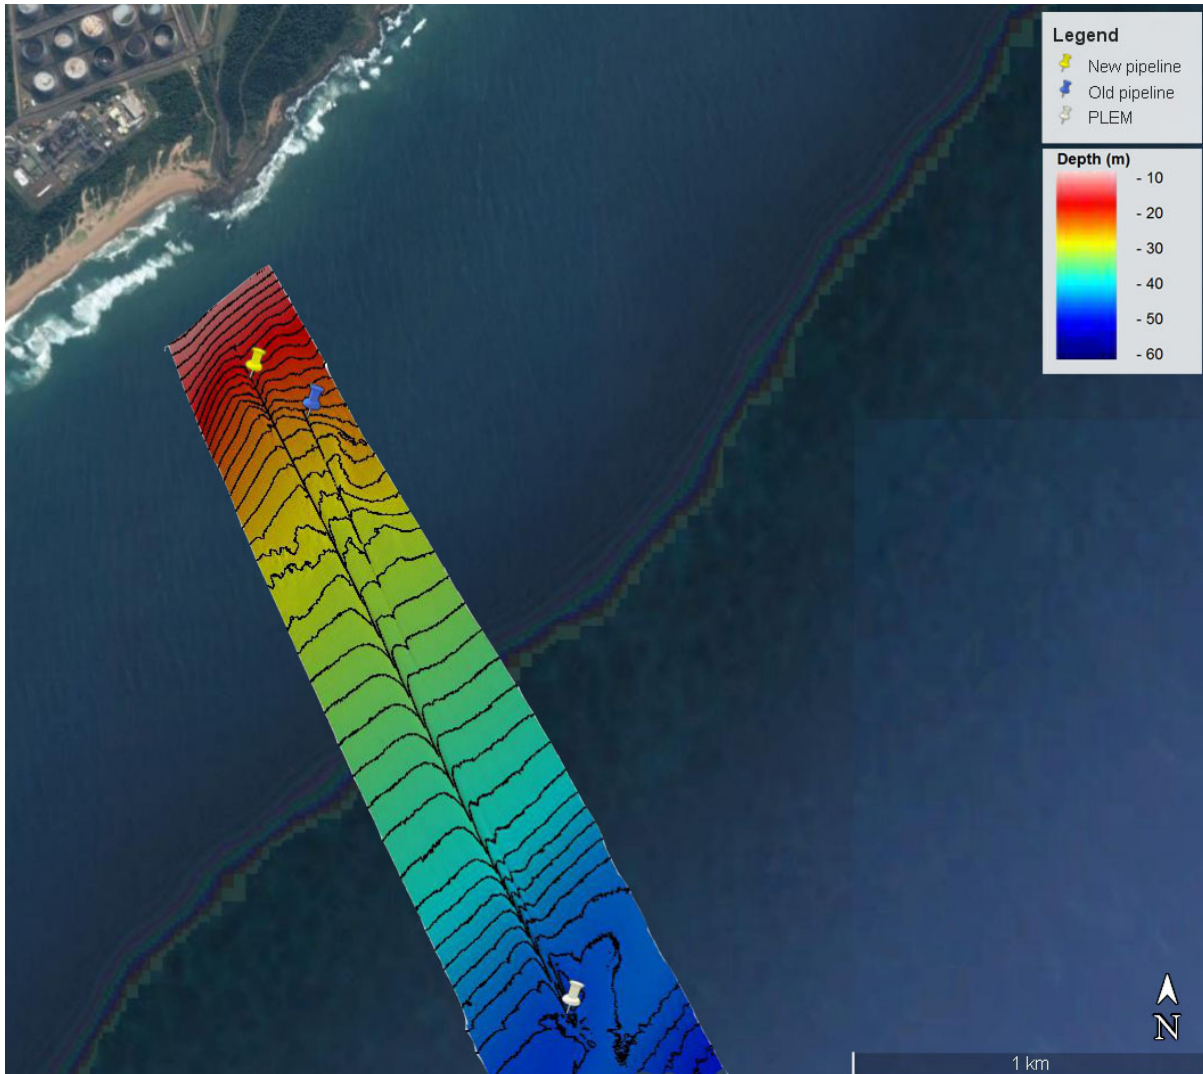 Legend
New pipeline
Old pipeline
PLEM
Depth (m)
- 10
- 20
- 30
- 40
- 50
- 60
N
1 km